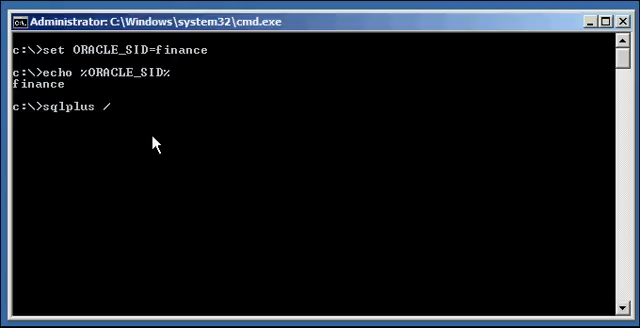 Administrator: C:\Windows\system32\cmd.exe
c:\>set ORACLE_SID=finance
c:\>echo %ORACLE_SID%
finance
c:\>sqlplus /